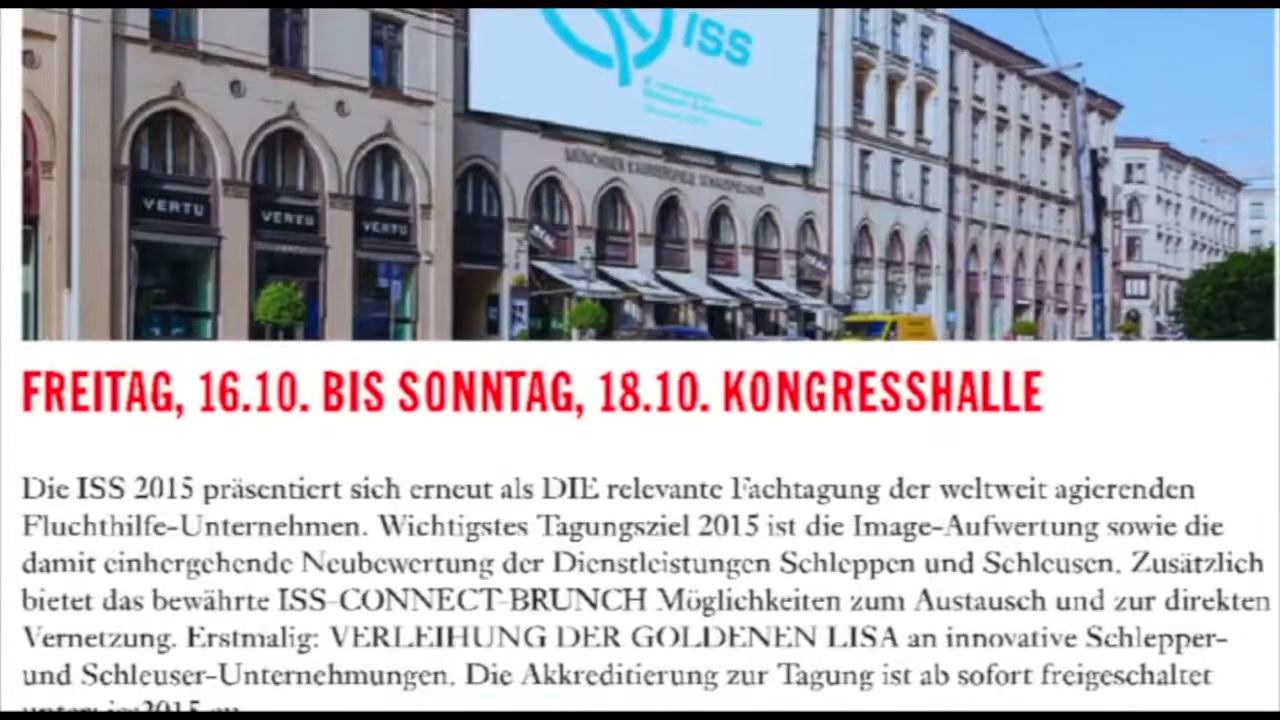 ISS
MÜNCHNER KAMMERSPIELE SCHAUSPIELHAUS
VERTU VERTU VERTU
FREITAG, 16.10. BIS SONNTAG, 18.10. KONGRESSHALLE
Die ISS 2015 präsentiert sich erneut als DIE relevante Fachtagung der weltweit agierenden
Fluchthilfe-Unternehmen. Wichtigstes Tagungsziel 2015 ist die Image-Aufwertung sowie die
damit einhergehende Neubewertung der Dienstleistungen Schleppen und Schleusen. Zusätzlich
bietet das bewährte ISS-CONNECT-BRUNCH Möglichkeiten zum Austausch und zur direkten
Vernetzung. Erstmalig: VERLEIHUNG DER GOLDENEN LISA an innovative Schlepper-
und Schleuser-Unternehmungen. Die Akkreditierung zur Tagung ist ab sofort freigeschaltet